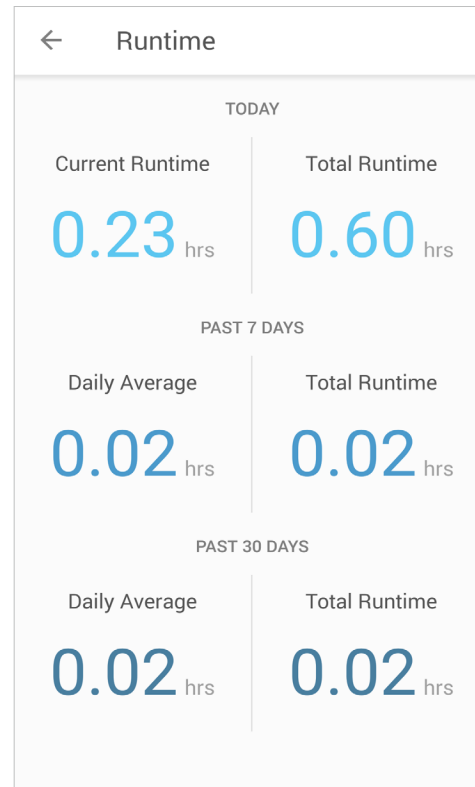 Runtime
TODAY
Current Runtime
Total Runtime
0.23 hrs
0.60 hrs
PAST 7 DAYS
Daily Average
Total Runtime
0.02 hrs
0.02 hrs
PAST 30 DAYS
Daily Average
Total Runtime
0.02 hrs
0.02 hrs